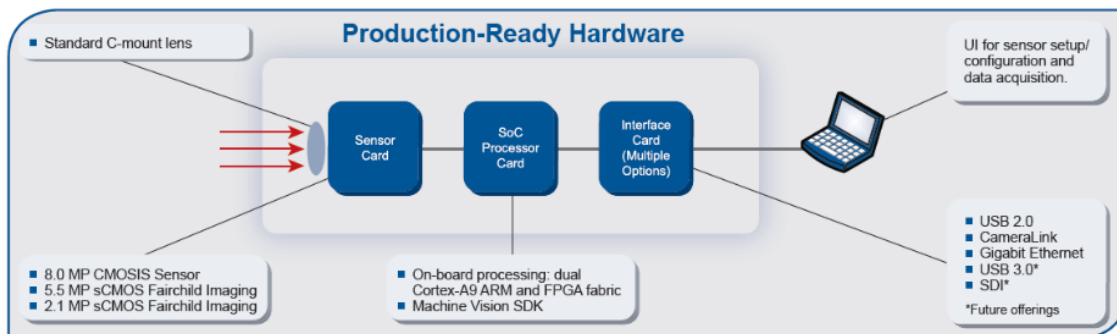 Production-Ready Hardware
Standard C-mount lens
UI for sensor setup/
configuration and
data acquisition.
Sensor
Card
SoC
Processor
Card
Interface
Card
(Multiple
Options)
8.0 MP CMOSIS Sensor
5.5 MP sCMOS Fairchild Imaging
2.1 MP sCMOS Fairchild Imaging
On-board processing: dual
Cortex-A9 ARM and FPGA fabric
Machine Vision SDK
USB 2.0
CameraLink
Gigabit Ethernet
USB 3.0*
SDI*
*Future offerings